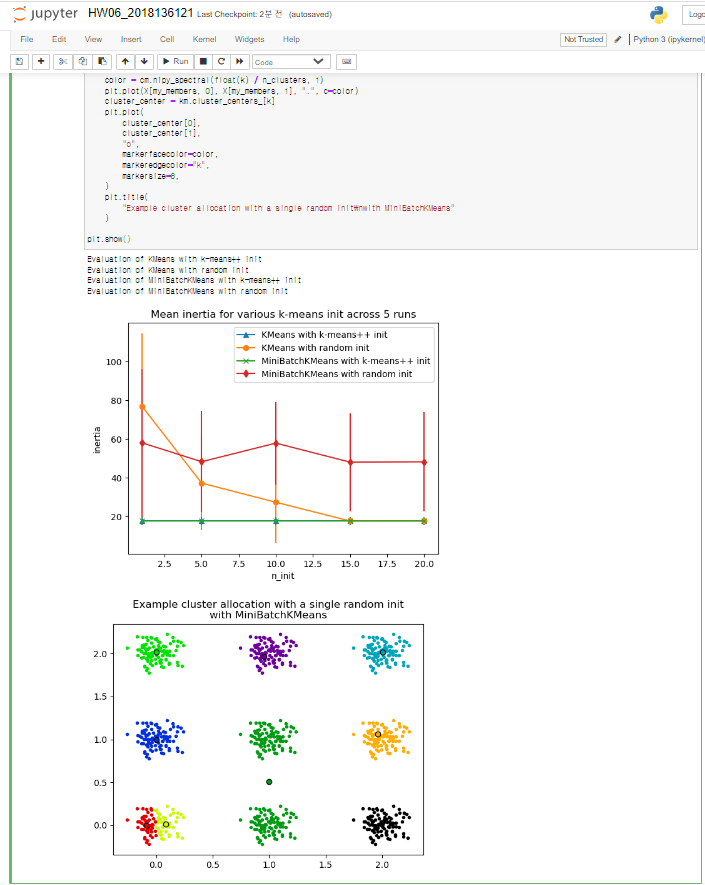 jupyter HW06_2018136121 Last Checkpoint: 2분 전 (autosaved)
File Edit View Insert Cell Kernel Widgets Help Not Trusted Python 3 (ipykernel)
Run Code
color = cm.nipy_spectral(float(k) / n_clusters, 1)
plt.plot(X[my_members, 0], X[my_members, 1], ".", c=color)
cluster_center = km.cluster_centers_[k]
plt.plot(
cluster_center[0],
cluster_center[1],
"o",
markerfacecolor=color,
markeredgecolor="k",
markersize=6,
)
plt.title(
"Example cluster allocation with a single random init₩nwith MiniBatchKMeans"
)
plt.show()
Evaluation of KMeans with k-means++ init
Evaluation of KMeans with random init
Evaluation of MiniBatchKMeans with k-means++ init
Evaluation of MiniBatchKMeans with random init
Mean inertia for various k-means init across 5 runs
KMeans with k-means++ init
KMeans with random init
MiniBatchKMeans with k-means++ init
MiniBatchKMeans with random init
100
80
60
40
20
inertia
2.5 5.0 7.5 10.0 12.5 15.0 17.5 20.0
n_init
Example cluster allocation with a single random init
with MiniBatchKMeans
2.0
1.5
1.0
0.5
0.0
0.0 0.5 1.0 1.5 2.0